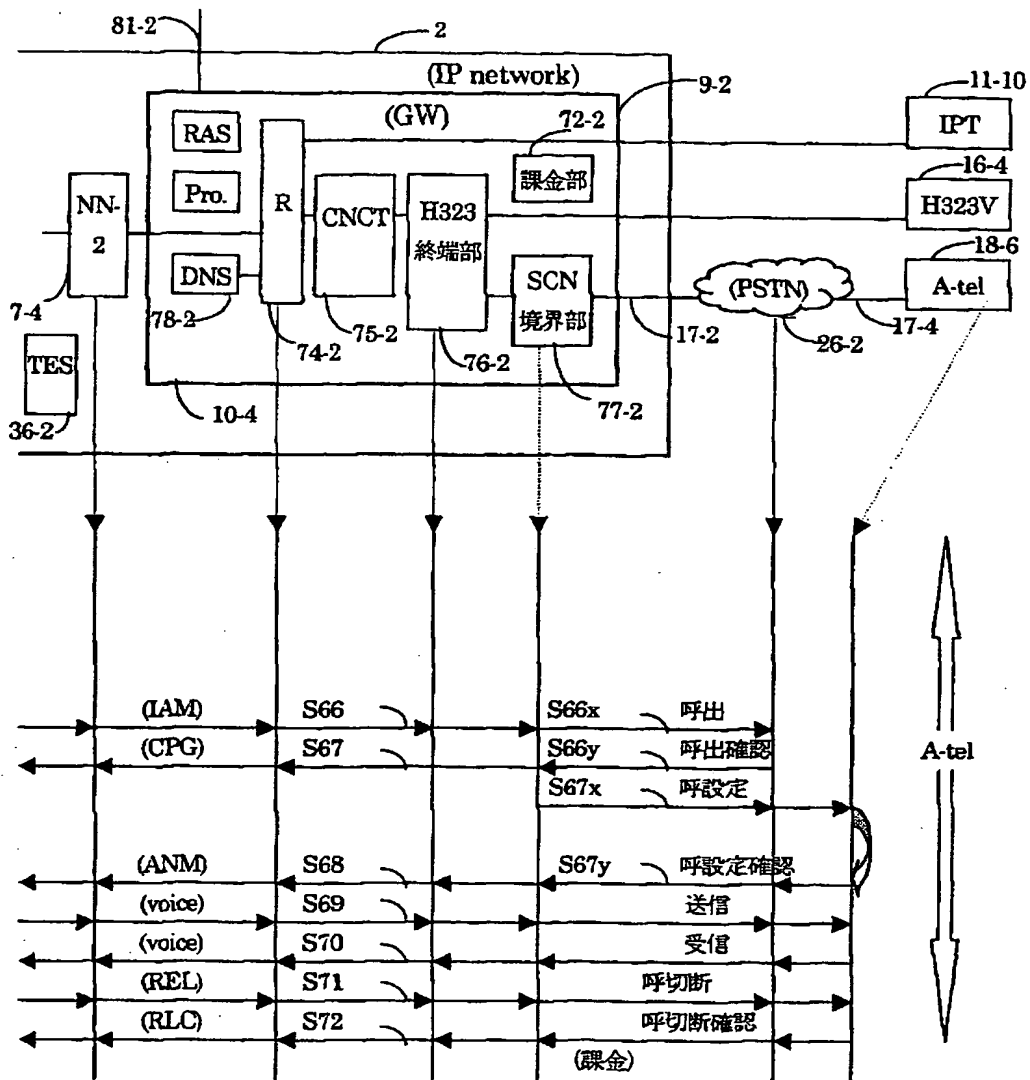 81-2
2
(IP network)
9-2
11-10
(GW)
72-2
IPT
RAS
課金部
16-4
NN-
2
Pro.
R
CNCT
H323
終端部
H323V
18-6
DNS
SCN
境界部
(PSTN)
A-tel
7-4
78-2
74-2
75-2
76-2
17-2
26-2
17-4
TES
36-2
10-4
77-2
(IAM)
S66
S66x
呼出
(CPG)
S67
S66y
呼出確認
A-tel
S67x
呼設定
(ANM)
S68
S67y
呼設定確認
(voice)
S69
送信
(voice)
S70
受信
(REL)
S71
呼切断
(RLC)
S72
呼切断確認
(課金)